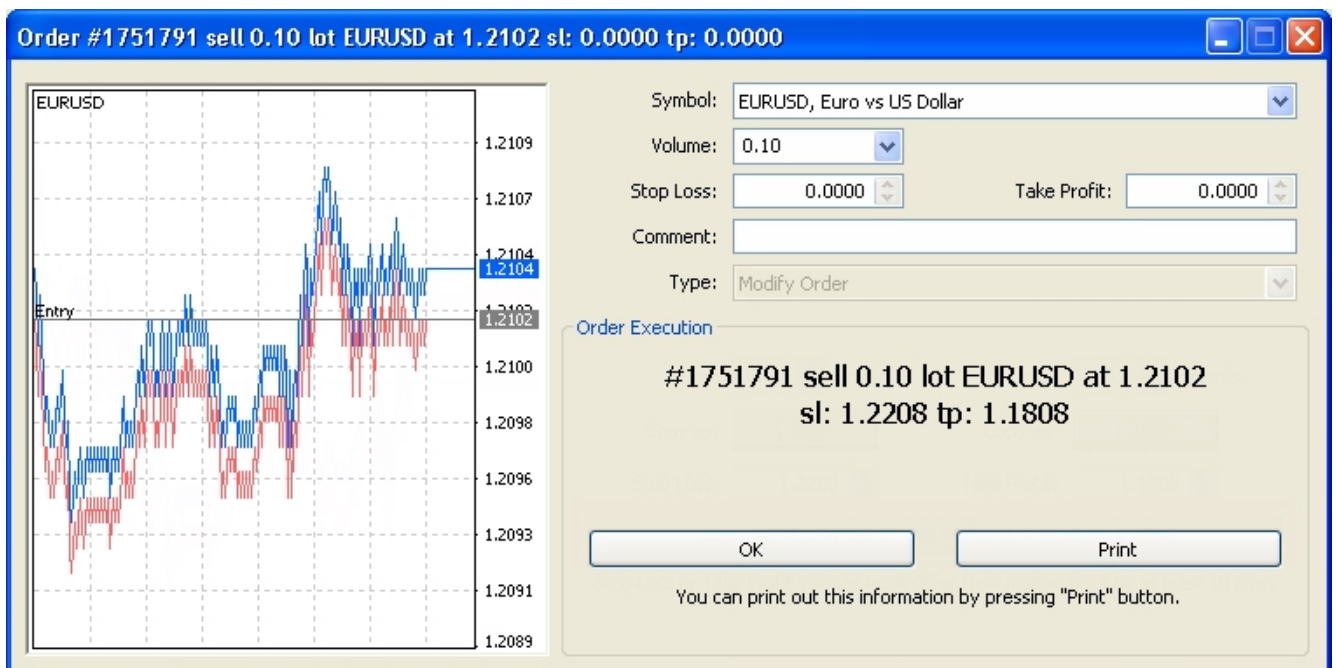 Order #1751791 sell 0.10 lot EURUSD at 1.2102 sl: 0.0000 tp: 0.0000
EURUSD
1.2109
1.2107
1.2104
1.2104
Entry
1.2102
1.2100
1.2098
1.2096
1.2093
1.2091
1.2089
Symbol: EURUSD, Euro vs US Dollar
Volume: 0.10
Stop Loss: 0.0000 Take Profit: 0.0000
Comment:
Type: Modify Order
Order Execution
#1751791 sell 0.10 lot EURUSD at 1.2102
sl: 1.2208 tp: 1.1808
OK Print
You can print out this information by pressing "Print" button.